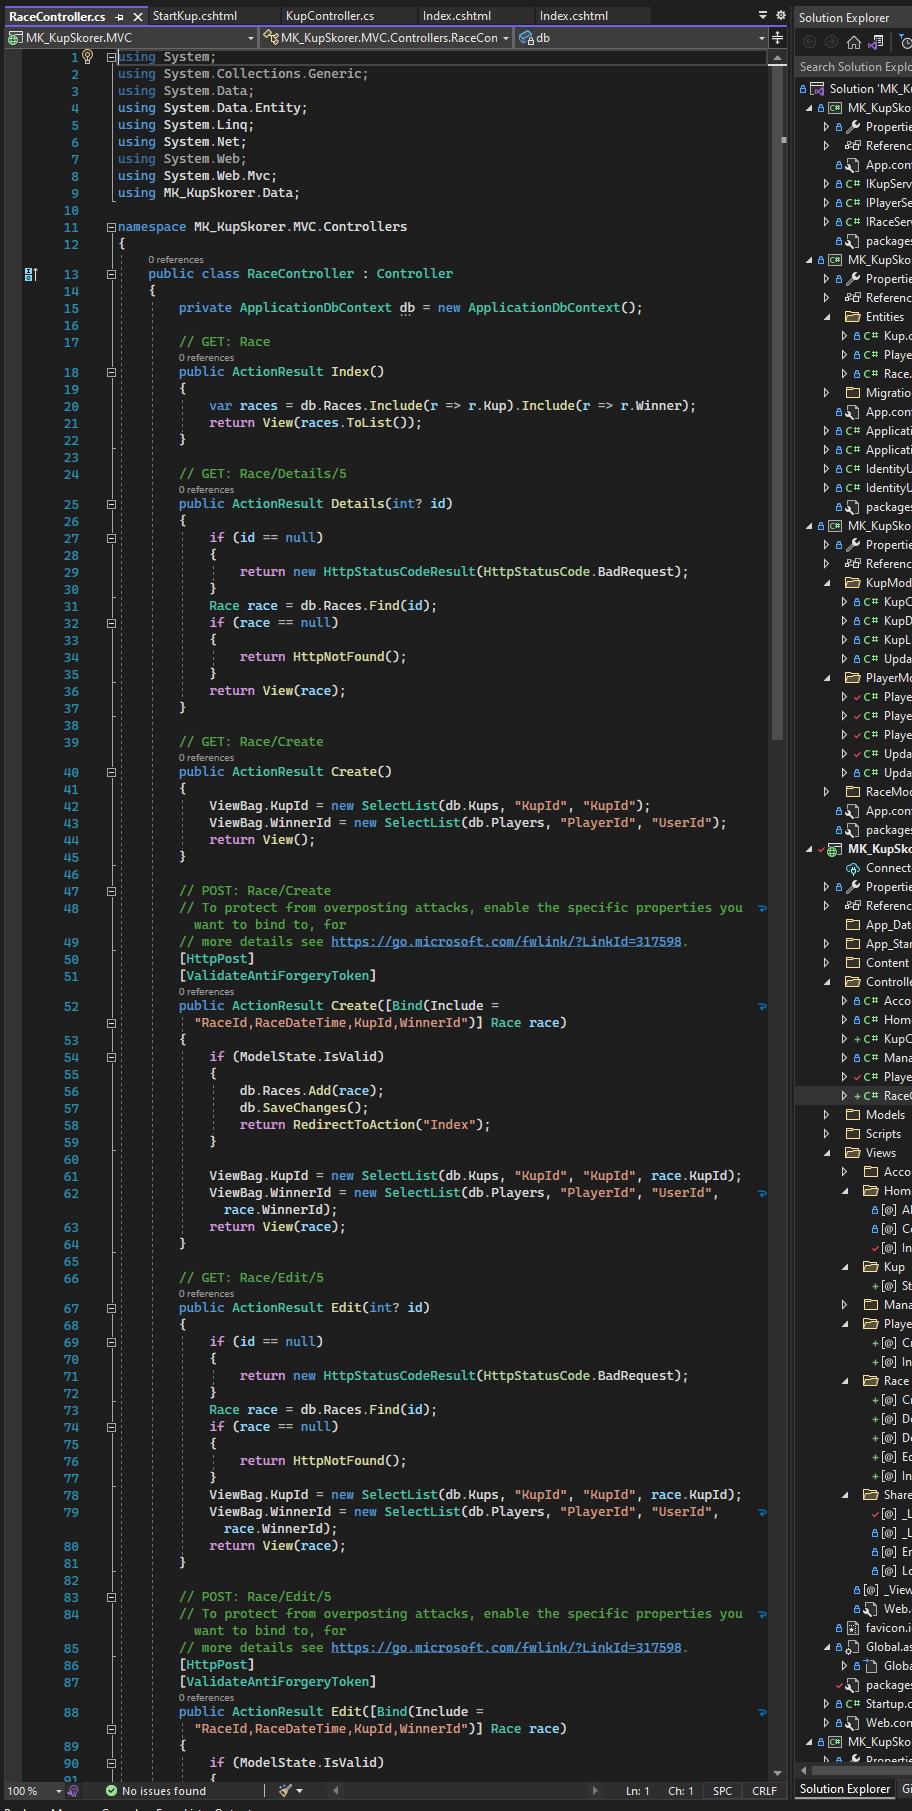 RaceController.cs
StartKup.cshtml
KupController.cs
Index.cshtml
Index.cshtml
Solution Explorer
MK_KupSkorer.MVC
MK_KupSkorer.MVC.Controllers.RaceCon
db
Search Solution Explo
1 using System;
2 using System.Collections.Generic;
3 using System.Data;
4 using System.Data.Entity;
5 using System.Linq;
6 using System.Net;
7 using System.Web;
8 using System.Web.Mvc;
9 using MK_KupSkorer.Data;
10
11 namespace MK_KupSkorer.MVC.Controllers
12 {
0 references
13 public class RaceController : Controller
14 {
15 private ApplicationDbContext db = new ApplicationDbContext();
16
17 // GET: Race
0 references
18 public ActionResult Index()
19 {
20 var races = db.Races.Include(r => r.Kup).Include(r => r.Winner);
21 return View(races.ToList());
22 }
23
24 // GET: Race/Details/5
0 references
25 public ActionResult Details(int? id)
26 {
27 if (id == null)
28 {
29 return new HttpStatusCodeResult(HttpStatusCode.BadRequest);
30 }
31 Race race = db.Races.Find(id);
32 if (race == null)
33 {
34 return HttpNotFound();
35 }
36 return View(race);
37 }
38
39 // GET: Race/Create
0 references
40 public ActionResult Create()
41 {
42 ViewBag.KupId = new SelectList(db.Kups, "KupId", "KupId");
43 ViewBag.WinnerId = new SelectList(db.Players, "PlayerId", "UserId");
44 return View();
45 }
46
47 // POST: Race/Create
48 // To protect from overposting attacks, enable the specific properties you
want to bind to, for
49 // more details see https://go.microsoft.com/fwlink/?LinkId=317598.
50 [HttpPost]
51 [ValidateAntiForgeryToken]
0 references
52 public ActionResult Create([Bind(Include =
"RaceId,RaceDateTime,KupId,WinnerId")] Race race)
53 {
54 if (ModelState.IsValid)
55 {
56 db.Races.Add(race);
57 db.SaveChanges();
58 return RedirectToAction("Index");
59 }
60
61 ViewBag.KupId = new SelectList(db.Kups, "KupId", "KupId", race.KupId);
62 ViewBag.WinnerId = new SelectList(db.Players, "PlayerId", "UserId",
race.WinnerId);
63 return View(race);
64 }
65
66 // GET: Race/Edit/5
0 references
67 public ActionResult Edit(int? id)
68 {
69 if (id == null)
70 {
71 return new HttpStatusCodeResult(HttpStatusCode.BadRequest);
72 }
73 Race race = db.Races.Find(id);
74 if (race == null)
75 {
76 return HttpNotFound();
77 }
78 ViewBag.KupId = new SelectList(db.Kups, "KupId", "KupId", race.KupId);
79 ViewBag.WinnerId = new SelectList(db.Players, "PlayerId", "UserId",
race.WinnerId);
80 return View(race);
81 }
82
83 // POST: Race/Edit/5
84 // To protect from overposting attacks, enable the specific properties you
want to bind to, for
85 // more details see https://go.microsoft.com/fwlink/?LinkId=317598.
86 [HttpPost]
87 [ValidateAntiForgeryToken]
0 references
88 public ActionResult Edit([Bind(Include =
"RaceId,RaceDateTime,KupId,WinnerId")] Race race)
89 {
90 if (ModelState.IsValid)
91 {
100 %
No issues found
Ln: 1 Ch: 1 SPC CRLF
Solution 'MK_Ku
C# MK_KupSko
Propertie
Referenc
App.con
C# IKupServ
C# IPlayerSe
C# IRaceServ
packages
C# MK_KupSko
Propertie
Referenc
Entities
C# Kup.c
C# Playe
C# Race.
Migratio
App.con
C# Applicati
C# Applicati
C# IdentityU
C# IdentityU
packages
C# MK_KupSko
Propertie
Referenc
KupMod
C# KupC
C# KupD
C# KupL
C# Upda
PlayerMo
C# Playe
C# Playe
C# Playe
C# Upda
C# Upda
RaceMod
App.con
packages
MK_KupSko
Connect
Propertie
Referenc
App_Dat
App_Star
Content
Controlle
C# Acco
C# Home
C# KupC
C# Mana
C# Playe
C# RaceC
Models
Scripts
Views
Acco
Hom
[@] Al
[@] Co
[@] In
Kup
[@] St
Mana
Playe
[@] Cr
[@] In
Race
[@] Cr
[@] De
[@] De
[@] Ed
[@] In
Share
[@] _L
[@] _L
[@] Er
[@] Lo
[@] _View
Web.
favicon.i
Global.as
Globa
packages
C# Startup.c
Web.con
C# MK_KupSko
Propertie
Solution Explorer
Gi